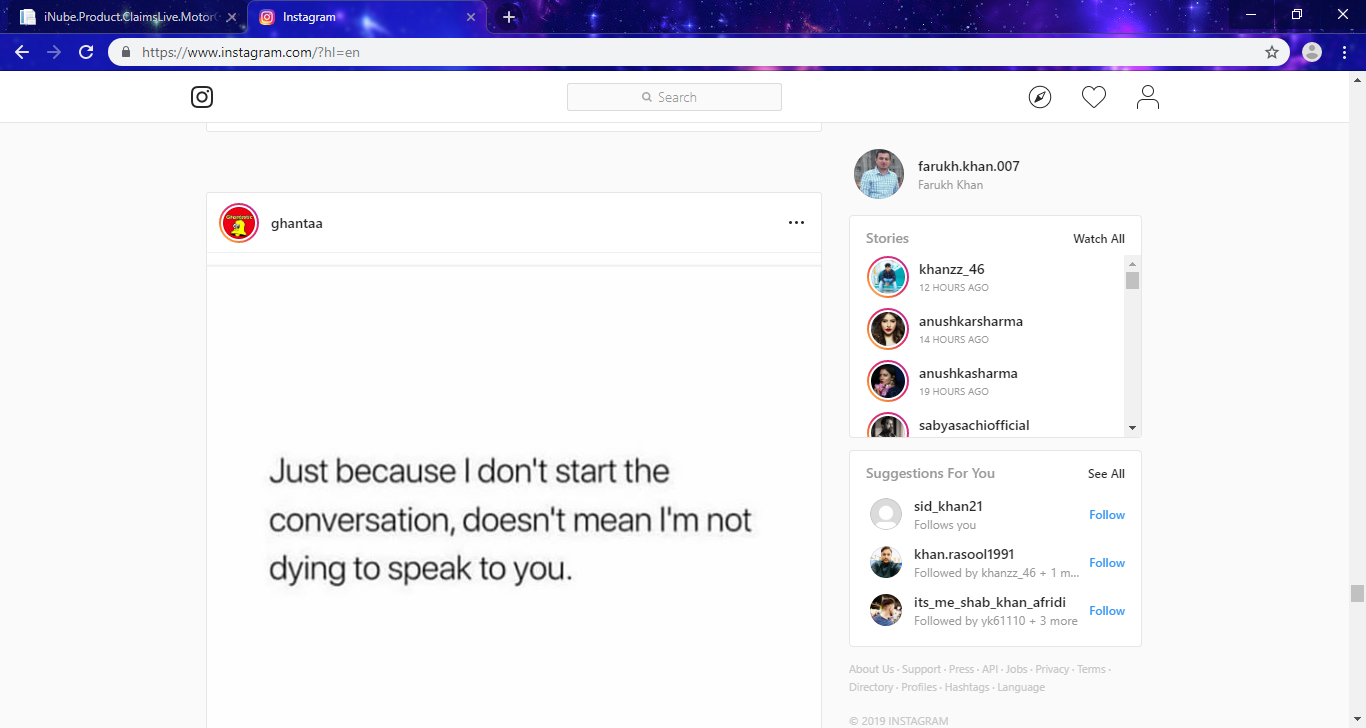 iNube.Product.ClaimsLive.Motor
Instagram
https://www.instagram.com/?hl=en
Search
farukh.khan.007
Farukh Khan
ghantaa
Stories
Watch All
khanzz_46
12 HOURS AGO
anushkarsharma
14 HOURS AGO
anushkasharma
19 HOURS AGO
sabyasachiofficial
Just because I don't start the
conversation, doesn't mean I'm not
dying to speak to you.
Suggestions For You
See All
sid_khan21
Follows you
Follow
khan.rasool1991
Followed by khanzz_46 + 1 m...
Follow
its_me_shab_khan_afridi
Followed by yk61110 + 3 more
Follow
About Us · Support · Press · API · Jobs · Privacy · Terms ·
Directory · Profiles · Hashtags · Language
© 2019 INSTAGRAM